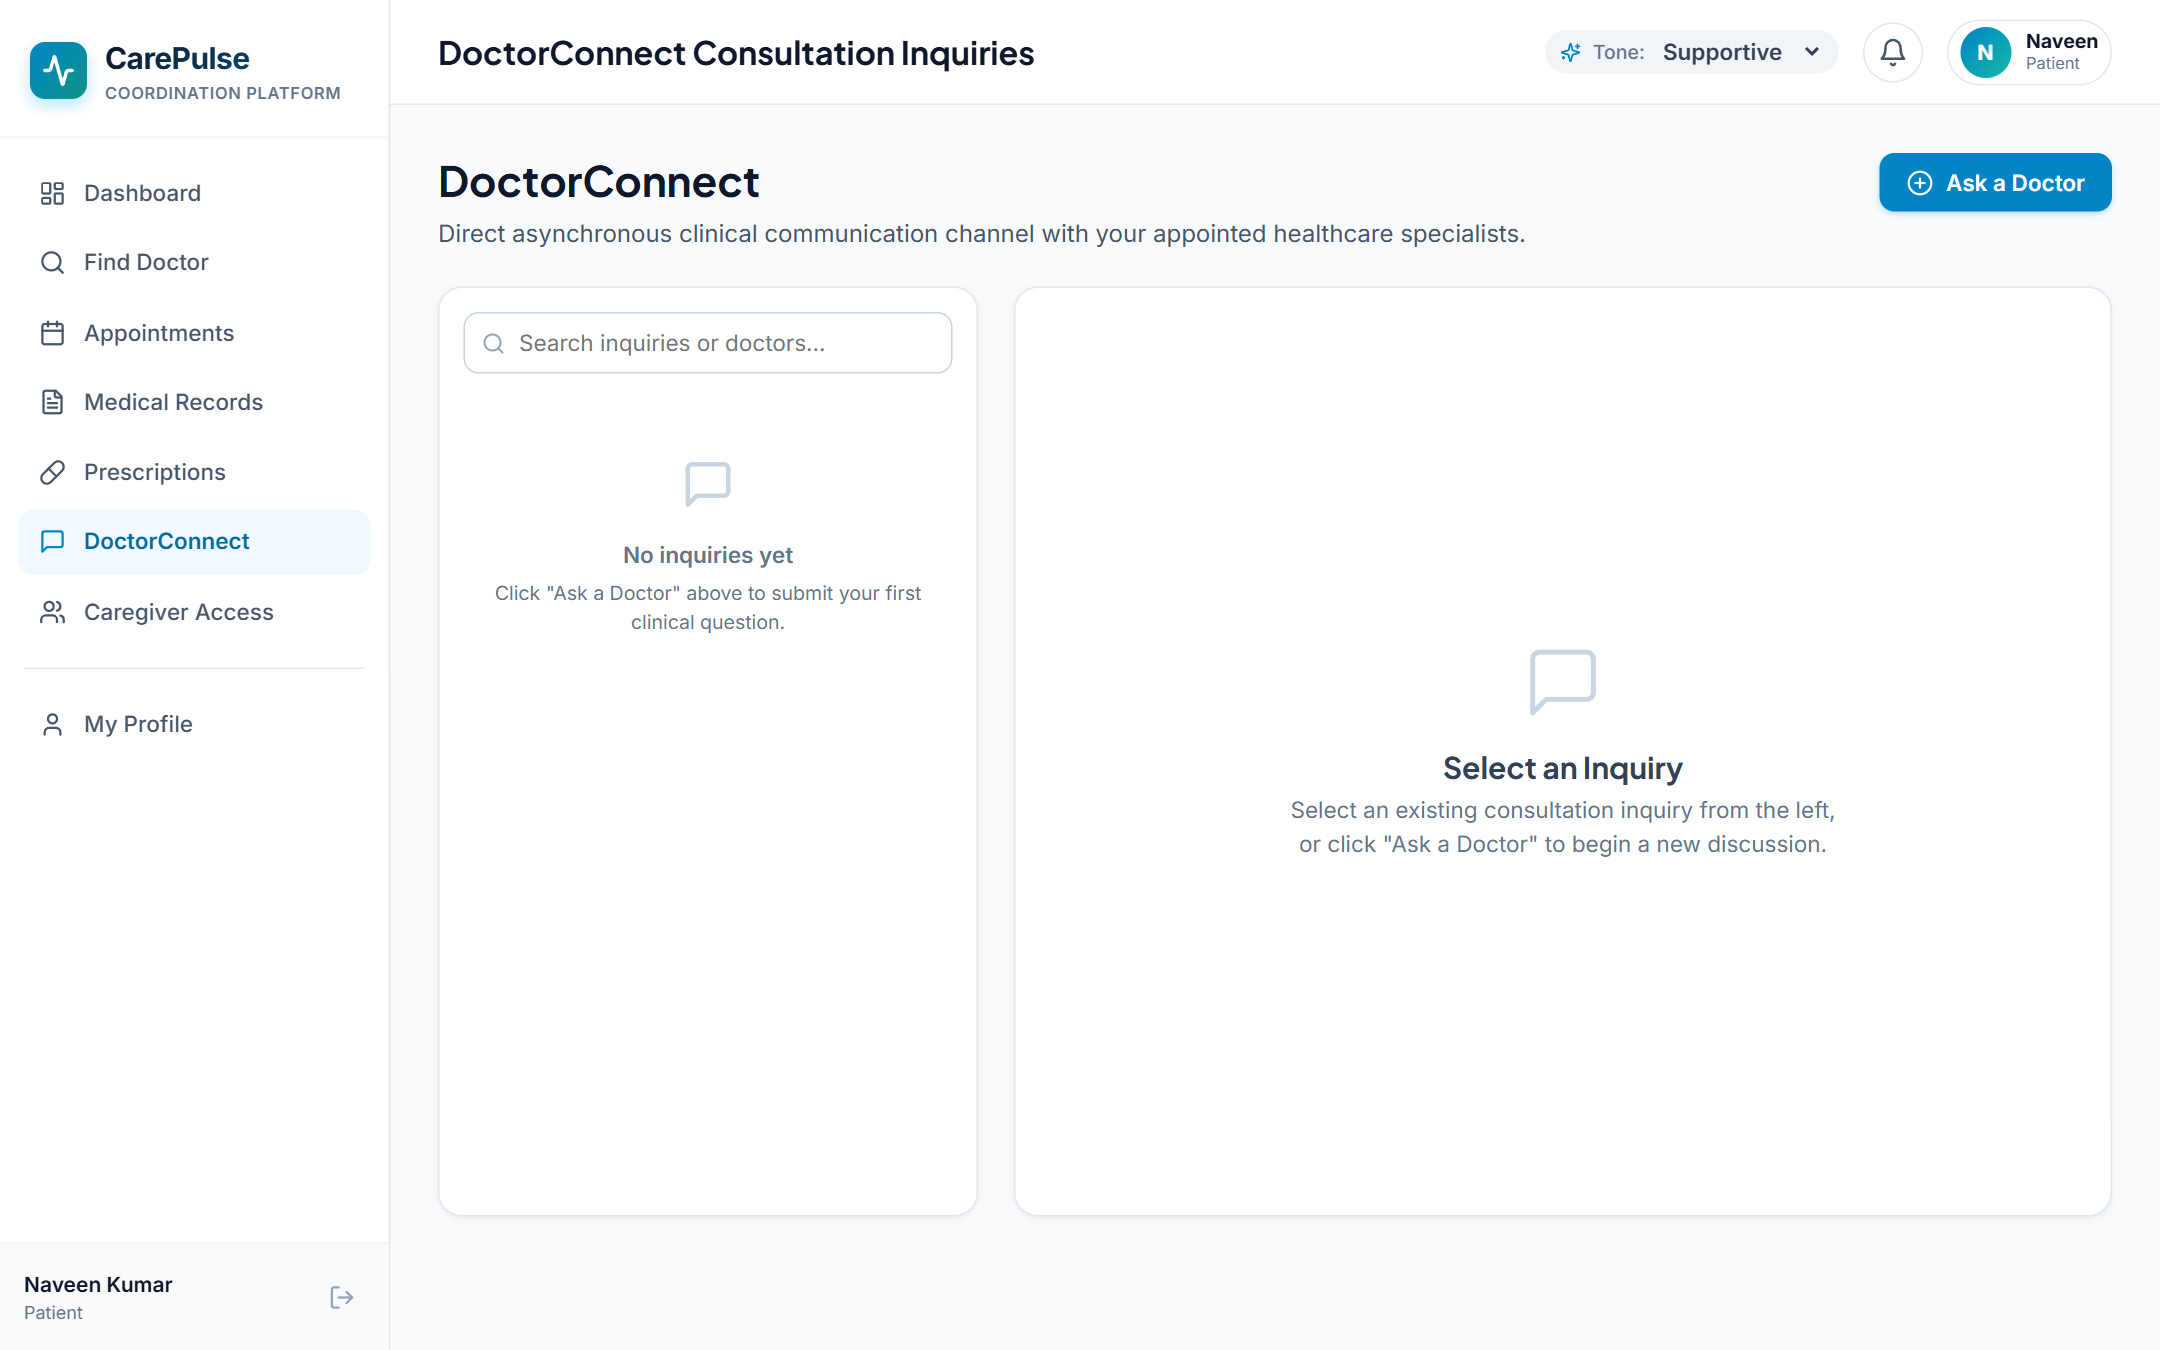 CarePulse
COORDINATION PLATFORM
Dashboard
Find Doctor
Appointments
Medical Records
Prescriptions
DoctorConnect
Caregiver Access
My Profile
Naveen Kumar
Patient
DoctorConnect Consultation Inquiries
Tone: Supportive
N
Naveen
Patient
DoctorConnect
Direct asynchronous clinical communication channel with your appointed healthcare specialists.
Ask a Doctor
Search inquiries or doctors...
No inquiries yet
Click "Ask a Doctor" above to submit your first
clinical question.
Select an Inquiry
Select an existing consultation inquiry from the left,
or click "Ask a Doctor" to begin a new discussion.